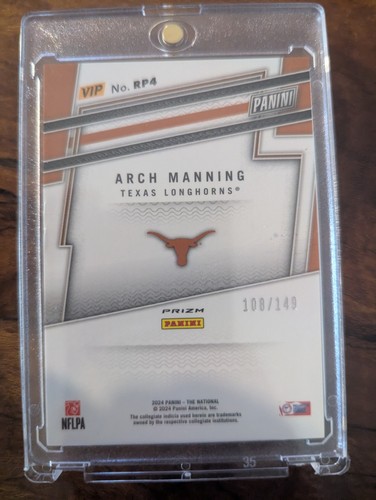 VIP No. RP4
PANINI
ARCH MANNING
TEXAS LONGHORNS®
108/149
PRIZM
PANINI
2024 PANINI - THE NATIONAL
© 2024 Panini America, Inc.
The collegiate indicia used herein are trademarks
owned by the respective collegiate institutions.
NFLPA
35